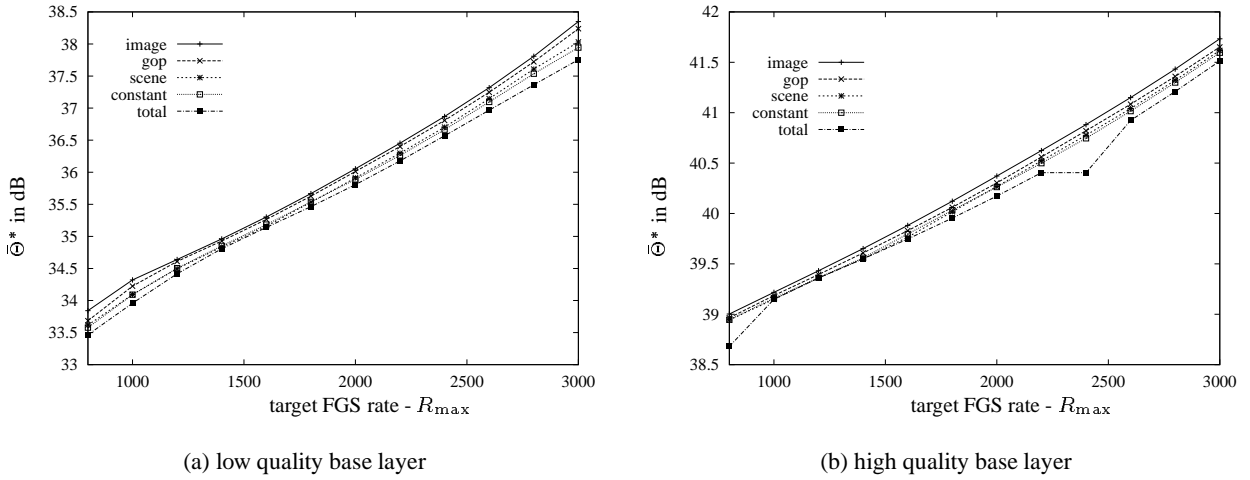 38.5
38
37.5
37
36.5
36
35.5
35
34.5
34
33.5
33
1000
1500
2000
2500
3000
image
gop
scene
constant
total
Θ̄* in dB
target FGS rate - R_max
(a) low quality base layer
42
41.5
41
40.5
40
39.5
39
38.5
1000
1500
2000
2500
3000
image
gop
scene
constant
total
Θ̄* in dB
target FGS rate - R_max
(b) high quality base layer